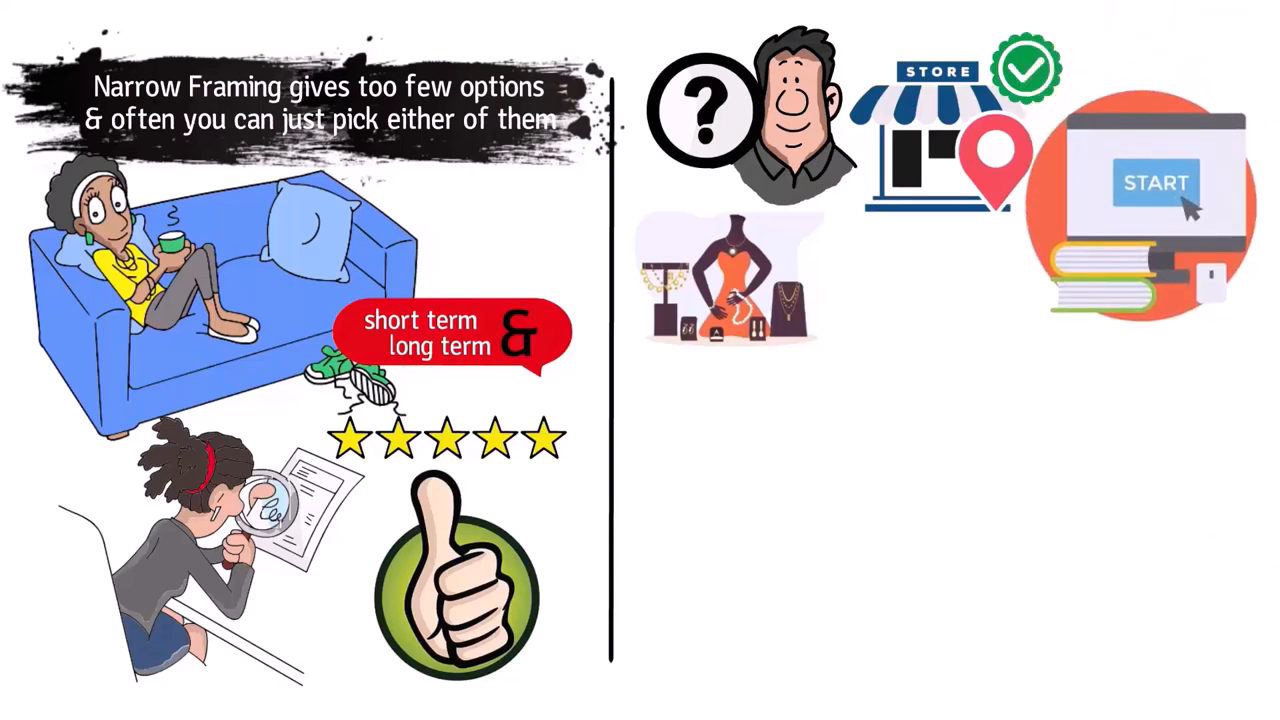 Narrow Framing gives too few options
& often you can just pick either of them
short term
long term
&
?
STORE
START